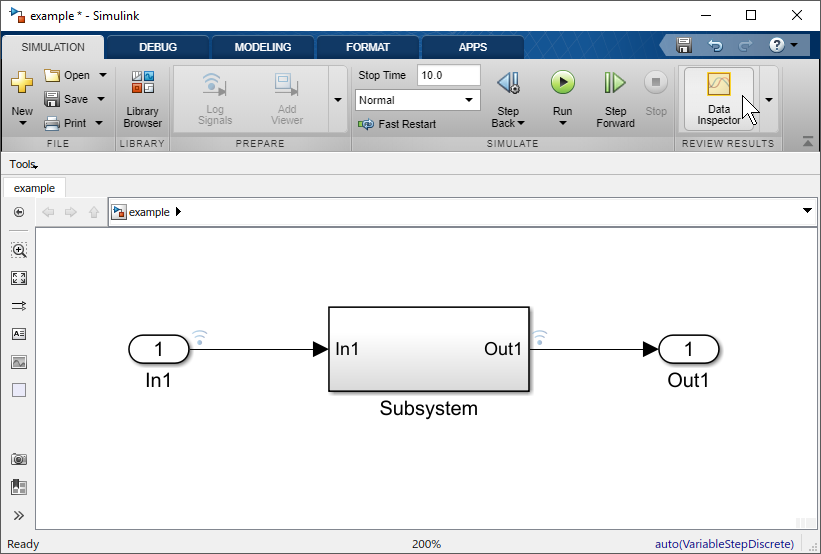 example * - Simulink
SIMULATION DEBUG MODELING FORMAT APPS
New
Open
Save
Print
FILE
Library
Browser
LIBRARY
Log
Signals
Add
Viewer
PREPARE
Stop Time 10.0
Normal
Fast Restart
Step
Back
Run
Step
Forward
Stop
SIMULATE
Data
Inspector
REVIEW RESULTS
Tools
example
example
1
In1
In1 Out1
Subsystem
1
Out1
Ready 200% auto(VariableStepDiscrete)